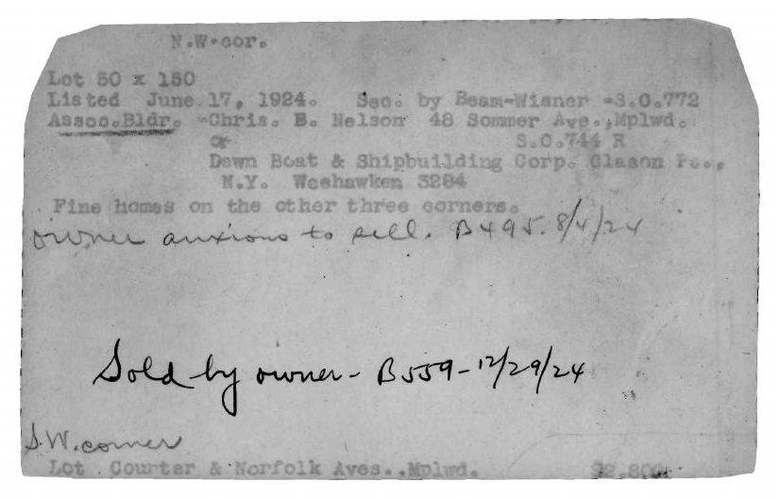 N.W.cor.
Lot 50 x 150
Listed June 17, 1924. Sec. by Beam-Wisner -S.O.772
Assoc.Bldr. -Chris. B. Nelson 48 Sommer Ave.,Mplwd.
or S.O.744 R
Dawn Boat & Shipbuilding Corp. Clason
N.Y. Weehawken 3284
Fine homes on the other three corners.
owner anxious to sell. B495. 8/4/24
Sold by owner - B559 - 12/29/24
S.W. corner
Lot Courter & Norfolk Aves..Mplwd. $2,800.